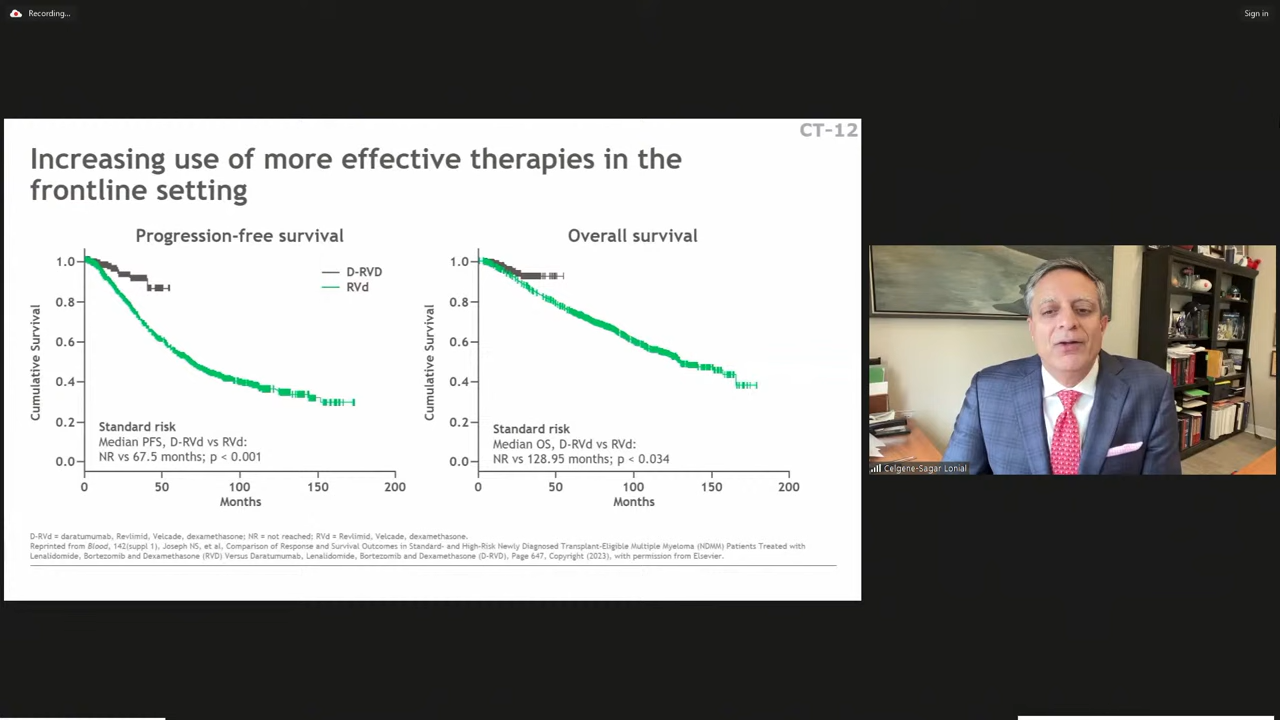 Recording...
Sign in
CT-12
Increasing use of more effective therapies in the
frontline setting
Progression-free survival
D-RVD
RVd
Cumulative Survival
1.0
0.8
0.6
0.4
0.2
0.0
Standard risk
Median PFS, D-RVd vs RVd:
NR vs 67.5 months; p < 0.001
0 50 100 150 200
Months
Overall survival
Cumulative Survival
1.0
0.8
0.6
0.4
0.2
0.0
Standard risk
Median OS, D-RVd vs RVd:
NR vs 128.95 months; p < 0.034
0 50 100 150 200
Months
D-RVd = daratumumab, Revlimid, Velcade, dexamethasone; NR = not reached; RVd = Revlimid, Velcade, dexamethasone.
Reprinted from Blood, 142(suppl 1), Joseph NS, et al, Comparison of Response and Survival Outcomes in Standard- and High-Risk Newly Diagnosed Transplant-Eligible Multiple Myeloma (NDMM) Patients Treated with
Lenalidomide, Bortezomib and Dexamethasone (RVD) Versus Daratumumab, Lenalidomide, Bortezomib and Dexamethasone (D-RVD), Page 647, Copyright (2023), with permission from Elsevier.
Celgene-Sagar Lonial